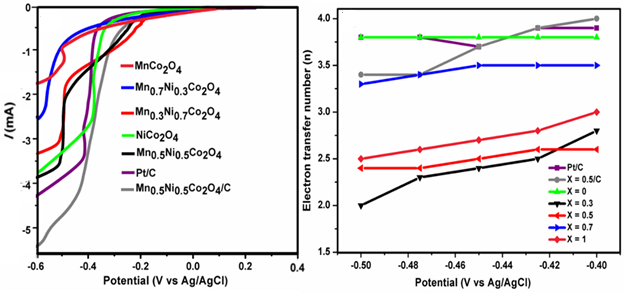 1
0
-1
-2
-3
-4
-5
I (mA)
-0.6
-0.4
-0.2
0.0
0.2
0.4
Potential (V vs Ag/AgCl)
MnCo2O4
Mn0.7Ni0.3Co2O4
Mn0.3Ni0.7Co2O4
NiCo2O4
Mn0.5Ni0.5Co2O4
Pt/C
Mn0.5Ni0.5Co2O4/C
4.0
3.5
3.0
2.5
2.0
1.5
Electron transfer number (n)
-0.50
-0.48
-0.46
-0.44
-0.42
-0.40
Potential (V vs Ag/AgCl)
Pt/C
X = 0.5/C
X = 0
X = 0.3
X = 0.5
X = 0.7
X = 1